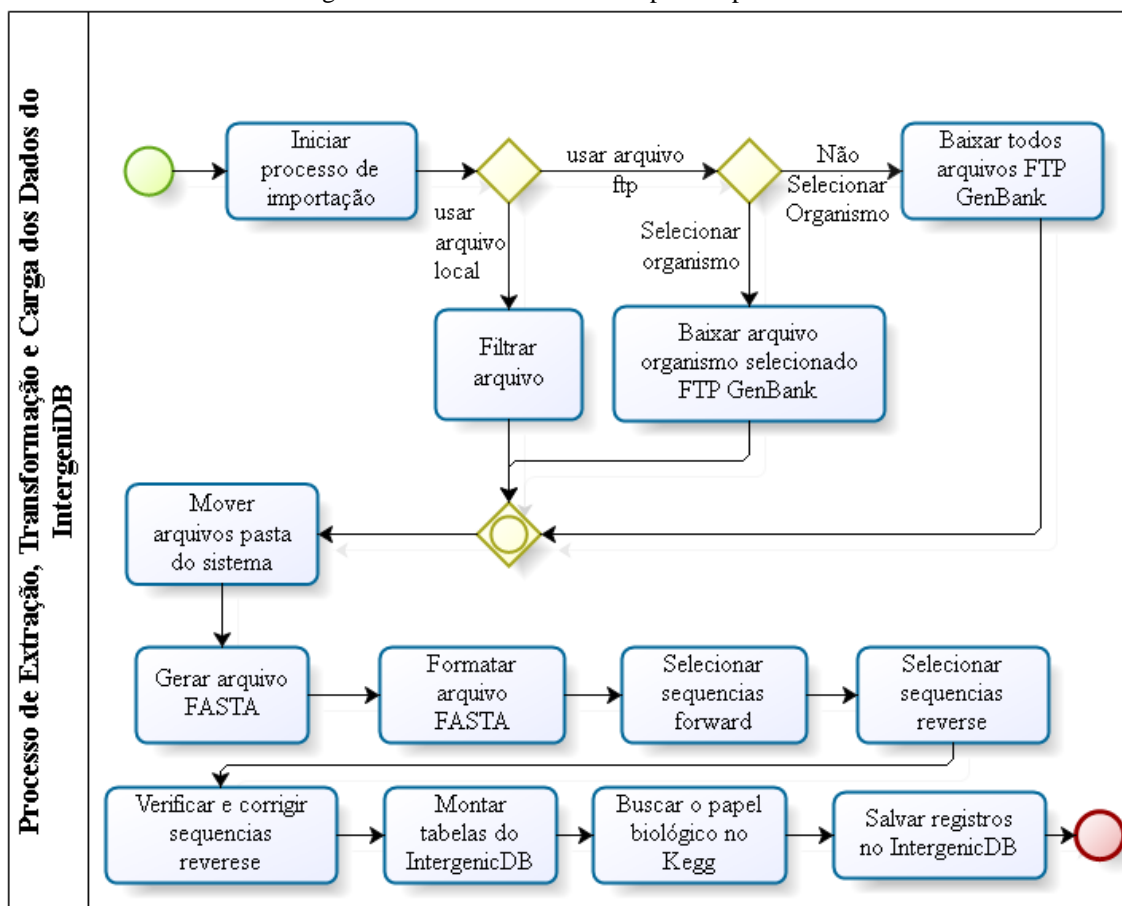 Processo de Extração, Transformação e Carga dos Dados do
IntergeniDB
Iniciar
processo de
importação
usar arquivo
ftp
Não
Selecionar
Organismo
Baixar todos
arquivos FTP
GenBank
usar
arquivo
local
Selecionar
organismo
Filtrar
arquivo
Baixar arquivo
organismo selecionado
FTP GenBank
Mover
arquivos pasta
do sistema
Gerar arquivo
FASTA
Formatar
arquivo
FASTA
Selecionar
sequencias
forward
Selecionar
sequencias
reverse
Verificar e corrigir
sequencias
reverese
Montar
tabelas do
IntergenicDB
Buscar o papel
biológico no
Kegg
Salvar registros
no IntergenicDB